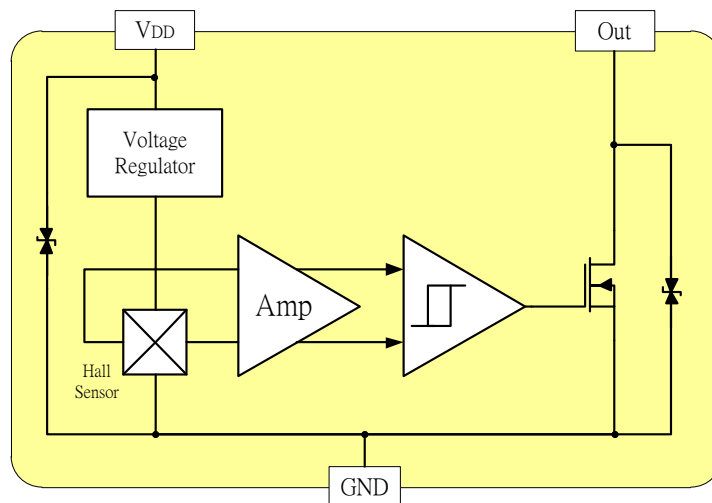 VDD
Out
Voltage
Regulator
Amp
Hall
Sensor
GND